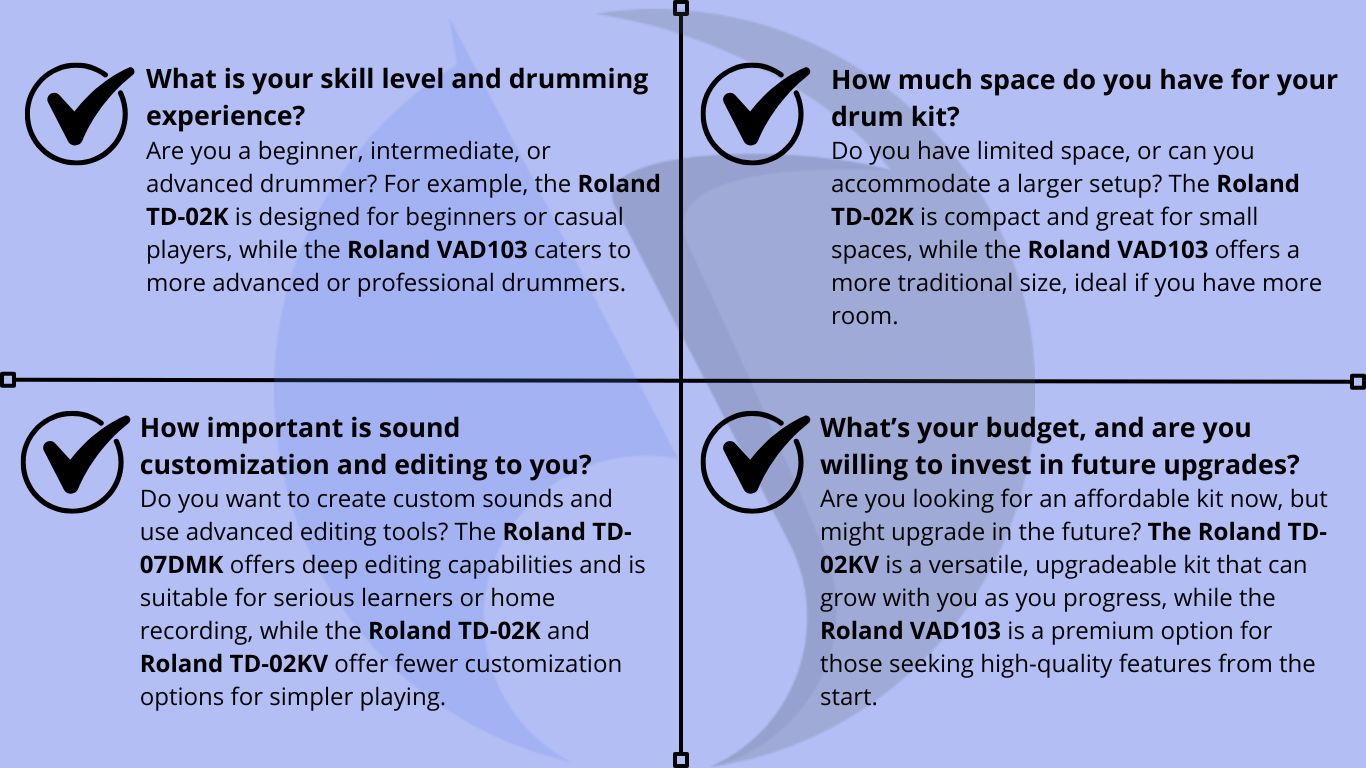 What is your skill level and drumming
experience?
Are you a beginner, intermediate, or
advanced drummer? For example, the Roland
TD-02K is designed for beginners or casual
players, while the Roland VAD103 caters to
more advanced or professional drummers.
How much space do you have for your
drum kit?
Do you have limited space, or can you
accommodate a larger setup? The Roland
TD-02K is compact and great for small
spaces, while the Roland VAD103 offers a
more traditional size, ideal if you have more
room.
How important is sound
customization and editing to you?
Do you want to create custom sounds and
use advanced editing tools? The Roland TD-
07DMK offers deep editing capabilities and is
suitable for serious learners or home
recording, while the Roland TD-02K and
Roland TD-02KV offer fewer customization
options for simpler playing.
What’s your budget, and are you
willing to invest in future upgrades?
Are you looking for an affordable kit now, but
might upgrade in the future? The Roland TD-
02KV is a versatile, upgradeable kit that can
grow with you as you progress, while the
Roland VAD103 is a premium option for
those seeking high-quality features from the
start.